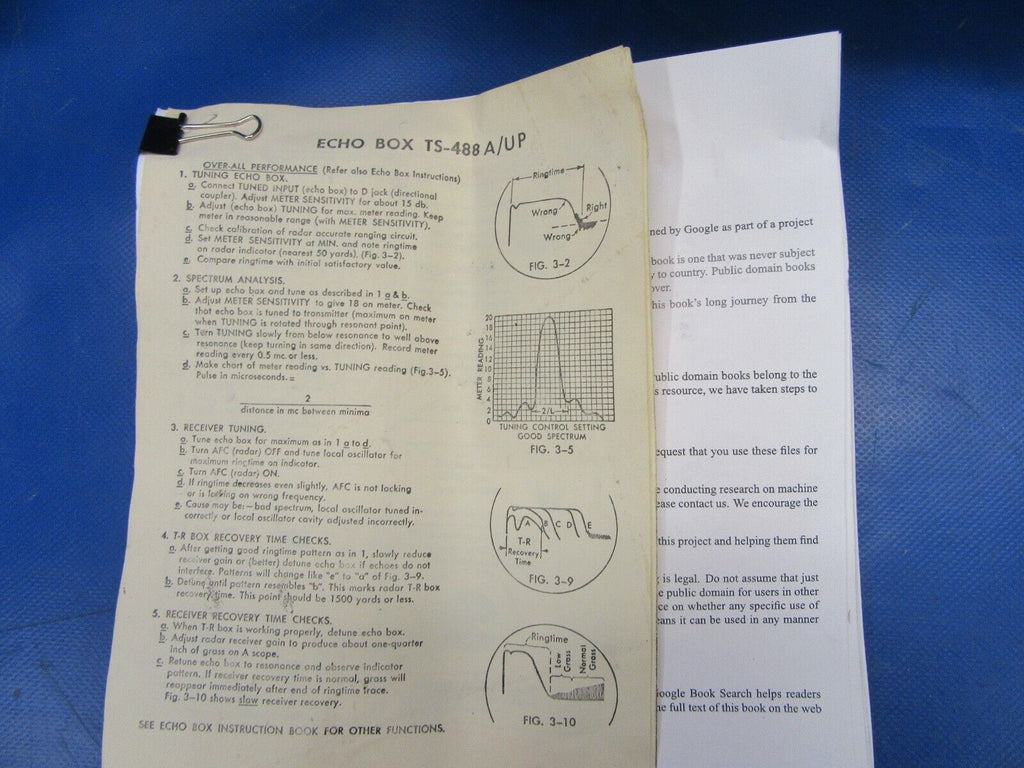 ECHO BOX TS-488A/UP
OVER-ALL PERFORMANCE (Refer also Echo Box Instructions)
1. TUNING ECHO BOX.
a. Connect TUNED INPUT (echo box) to D jack (directional
coupler). Adjust METER SENSITIVITY for about 15 db.
b. Adjust (echo box) TUNING for max. meter reading. Keep
meter in reasonable range (with METER SENSITIVITY).
c. Check calibration of radar accurate ranging circuit.
d. Set METER SENSITIVITY at MIN. and note ringtime
on radar indicator (nearest 50 yards). (Fig. 3-2).
e. Compare ringtime with initial satisfactory value.
Ringtime
Right
Wrong
Wrong
FIG. 3-2
2. SPECTRUM ANALYSIS.
a. Set up echo box and tune as described in 1 a & b.
b. Adjust METER SENSITIVITY to give 18 on meter. Check
that echo box is tuned to transmitter (maximum on meter
when TUNING is rotated through resonant point).
c. Turn TUNING slowly from below resonance to well above
resonance (keep turning in same direction). Record meter
reading every 0.5 mc. or less.
d. Make chart of meter reading vs. TUNING reading (Fig.3-5).
Pulse in microseconds. =
2
distance in mc between minima
METER READING
20
18
16
14
12
10
8
6
4
2
0
2/L
TUNING CONTROL SETTING
GOOD SPECTRUM
FIG. 3-5
3. RECEIVER TUNING.
a. Tune echo box for maximum as in 1 a to d.
b. Turn AFC (radar) OFF and tune local oscillator for
maximum ringtime on indicator.
c. Turn AFC (radar) ON.
d. If ringtime decreases even slightly, AFC is not locking
or is locking on wrong frequency.
e. Cause may be:—bad spectrum, local oscillator tuned in-
correctly or local oscillator cavity adjusted incorrectly.
4. T-R BOX RECOVERY TIME CHECKS.
a. After getting good ringtime pattern as in 1, slowly reduce
receiver gain or (better) detune echo box if echoes do not
interfere. Patterns will change like "e" to "a" of Fig. 3-9.
b. Detune until pattern resembles "b". This marks radar T-R box
recovery time. This point should be 1500 yards or less.
A B C D E
T-R
Recovery
Time
FIG. 3-9
5. RECEIVER RECOVERY TIME CHECKS.
a. When T-R box is working properly, detune echo box.
b. Adjust radar receiver gain to produce about one-quarter
inch of grass on A scope.
c. Retune echo box to resonance and observe indicator
pattern. If receiver recovery time is normal, grass will
reappear immediately after end of ringtime trace.
Fig. 3-10 shows slow receiver recovery.
Ringtime
Low Grass
Normal Grass
FIG. 3-10
SEE ECHO BOX INSTRUCTION BOOK FOR OTHER FUNCTIONS.
ned by Google as part of a project
book is one that was never subject
to country. Public domain books
over.
his book's long journey from the
ublic domain books belong to the
s resource, we have taken steps to
equest that you use these files for
conducting research on machine
ease contact us. We encourage the
this project and helping them find
is legal. Do not assume that just
e public domain for users in other
ce on whether any specific use of
eans it can be used in any manner
oogle Book Search helps readers
he full text of this book on the web